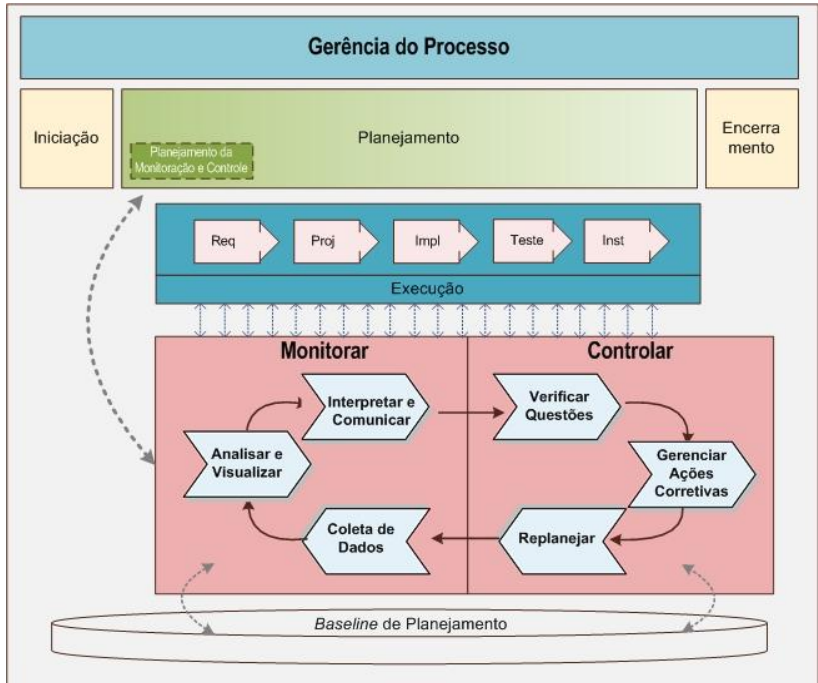 Gerência do Processo
Iniciação
Planejamento
Encerra
mento
Planejamento da
Monitoração e Controle
Req
Proj
Impl
Teste
Inst
Execução
Monitorar
Controlar
Interpretar e
Comunicar
Verificar
Questões
Analisar e
Visualizar
Gerenciar
Ações
Corretivas
Coleta de
Dados
Replanejar
Baseline de Planejamento